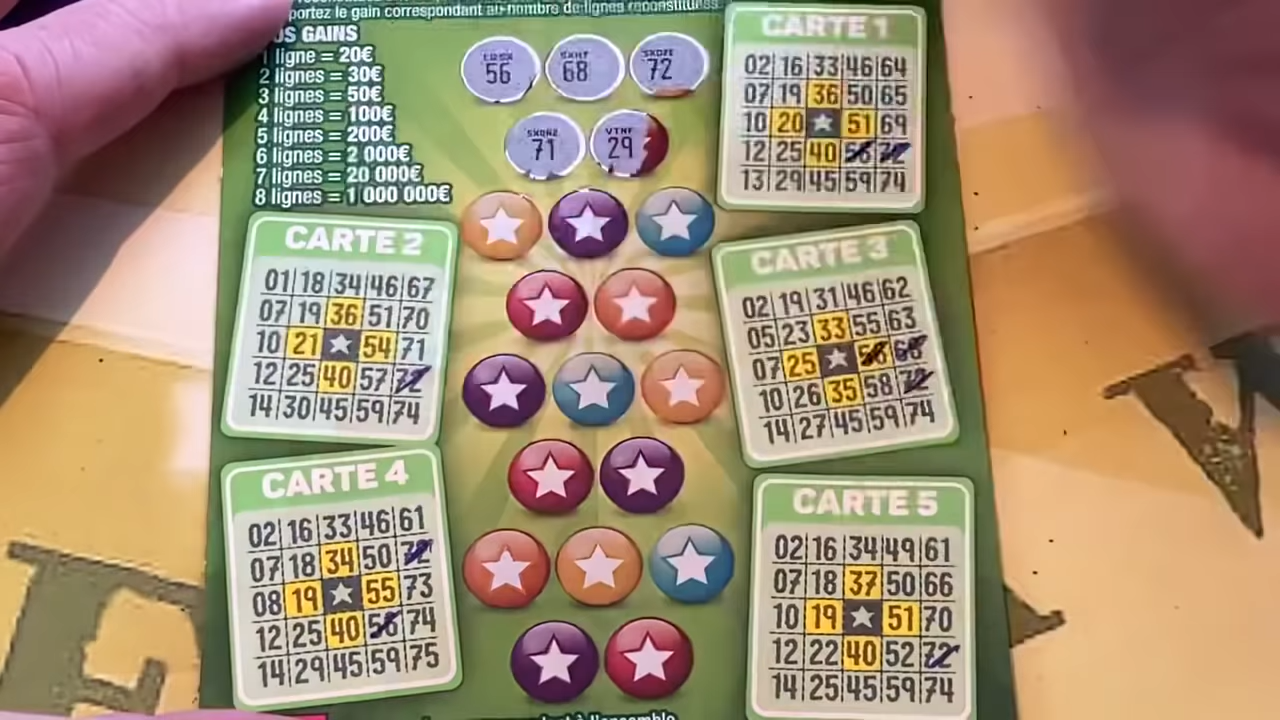 portez le gain correspondant au nombre de lignes reconstituées
US GAINS
1 ligne = 20€
2 lignes = 30€
3 lignes = 50€
4 lignes = 100€
5 lignes = 200€
6 lignes = 2 000€
7 lignes = 20 000€
8 lignes = 1 000 000€
56 68 72
71 29
VTNF
CARTE 1
02 16 33 46 64
07 19 36 50 65
10 20 51 69
12 25 40 56 72
13 29 45 59 74
CARTE 2
01 18 34 46 67
07 19 36 51 70
10 21 54 71
12 25 40 57 72
14 30 45 59 74
CARTE 3
02 19 31 46 62
05 23 33 55 63
07 25 56 68
10 26 35 58 72
14 27 45 59 74
CARTE 4
02 16 33 46 61
07 18 34 50 72
08 19 55 73
12 25 40 56 74
14 29 45 59 75
CARTE 5
02 16 34 49 61
07 18 37 50 66
10 19 51 70
12 22 40 52 72
14 25 45 59 74
à l'ensemble